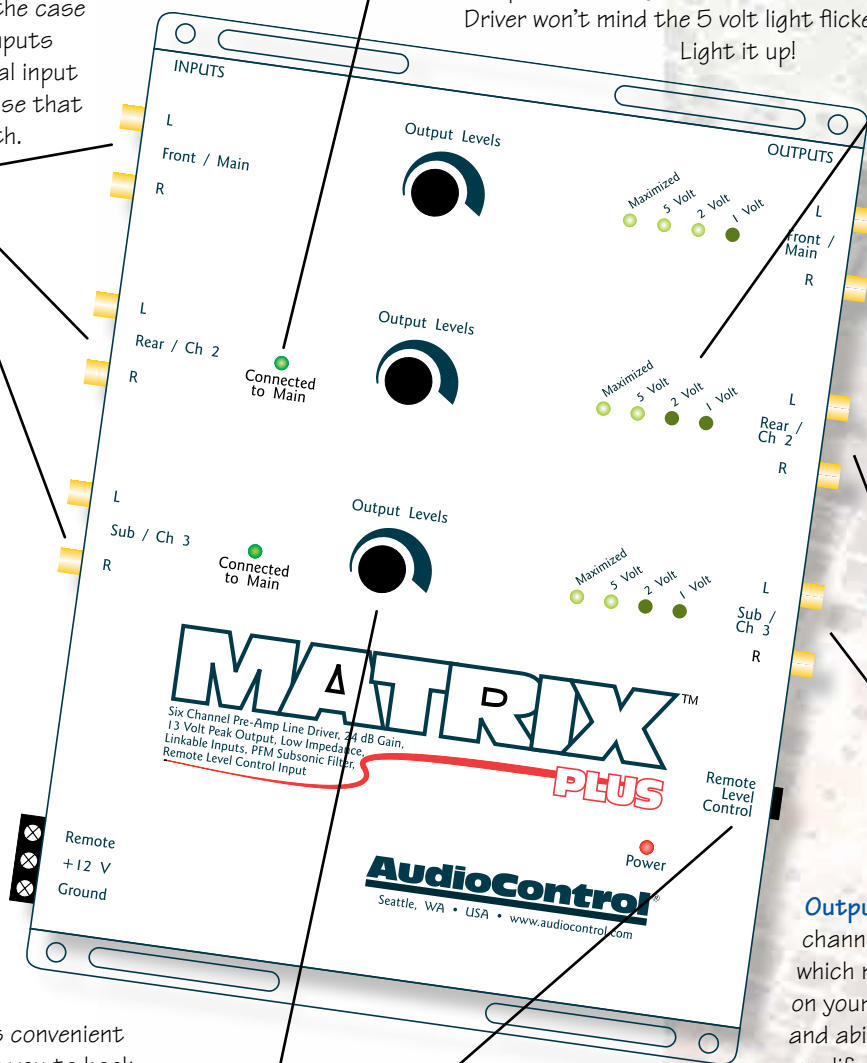 the case
al input
se that
th.
Driver won't mind the 5 volt light flicke
Light it up!
INPUTS
L
Front / Main
R
L
Rear / Ch 2
R
Connected
to Main
L
Sub / Ch 3
R
Connected
to Main
Output Levels
Output Levels
Output Levels
OUTPUTS
Maximized
5 Volt
2 Volt
1 Volt
L
Front /
Main
R
Maximized
5 Volt
2 Volt
1 Volt
L
Rear /
Ch 2
R
Maximized
5 Volt
2 Volt
1 Volt
L
Sub /
Ch 3
R
MATRIX™
PLUS
Six Channel Pre-Amp Line Driver, 24 dB Gain,
13 Volt Peak Output, Low Impedance,
Linkable Inputs, PFM Subsonic Filter,
Remote Level Control Input
Remote
Level
Control
Power
Remote
+12 V
Ground
AudioControl®
Seattle, WA • USA • www.audiocontrol.com
Outpu
channe
which m
on your
and abi
s convenient